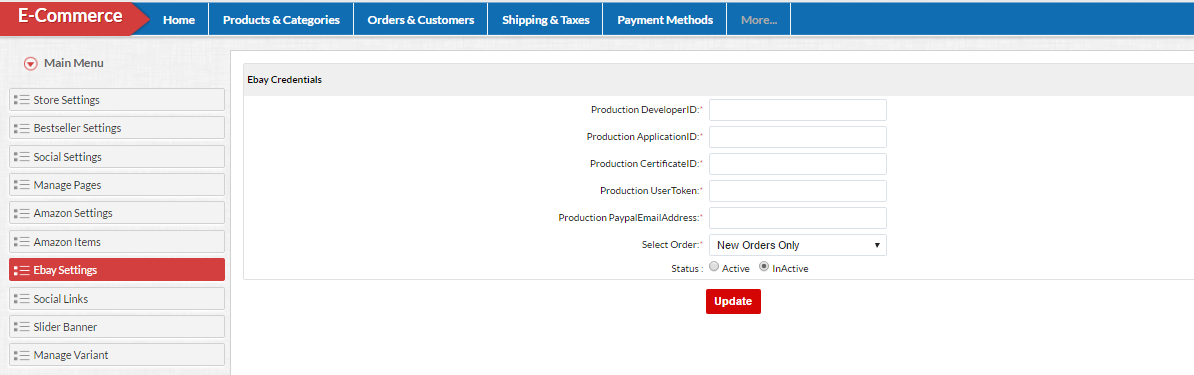 E-Commerce
Home
Products & Categories
Orders & Customers
Shipping & Taxes
Payment Methods
More...
Main Menu
Store Settings
Bestseller Settings
Social Settings
Manage Pages
Amazon Settings
Amazon Items
Ebay Settings
Social Links
Slider Banner
Manage Variant
Ebay Credentials
Production DeveloperID:*
Production ApplicationID:*
Production CertificateID:*
Production UserToken:*
Production PaypalEmailAddress:*
Select Order:* New Orders Only
Status : Active InActive
Update